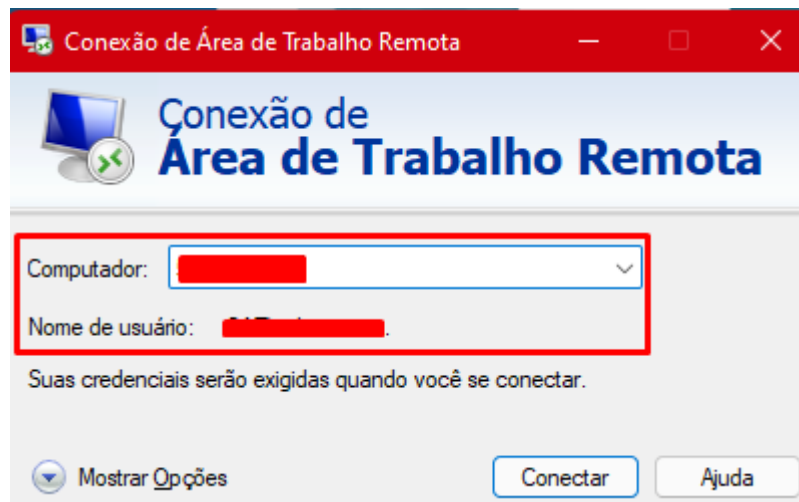 Conexão de Área de Trabalho Remota
Conexão de
Área de Trabalho Remota
Computador:
Nome de usuário: .
Suas credenciais serão exigidas quando você se conectar.
Mostrar Opções Conectar Ajuda